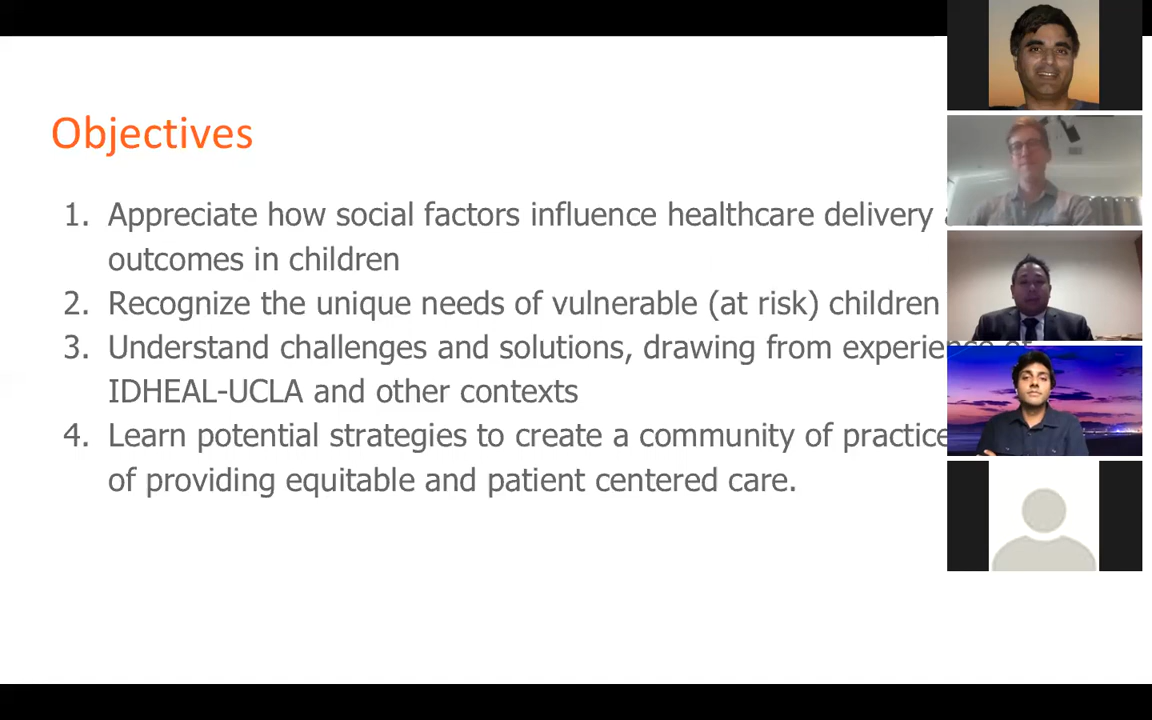 Objectives
1. Appreciate how social factors influence healthcare delivery
outcomes in children
2. Recognize the unique needs of vulnerable (at risk) children
3. Understand challenges and solutions, drawing from experience of
IDHEAL-UCLA and other contexts
4. Learn potential strategies to create a community of practice
of providing equitable and patient centered care.